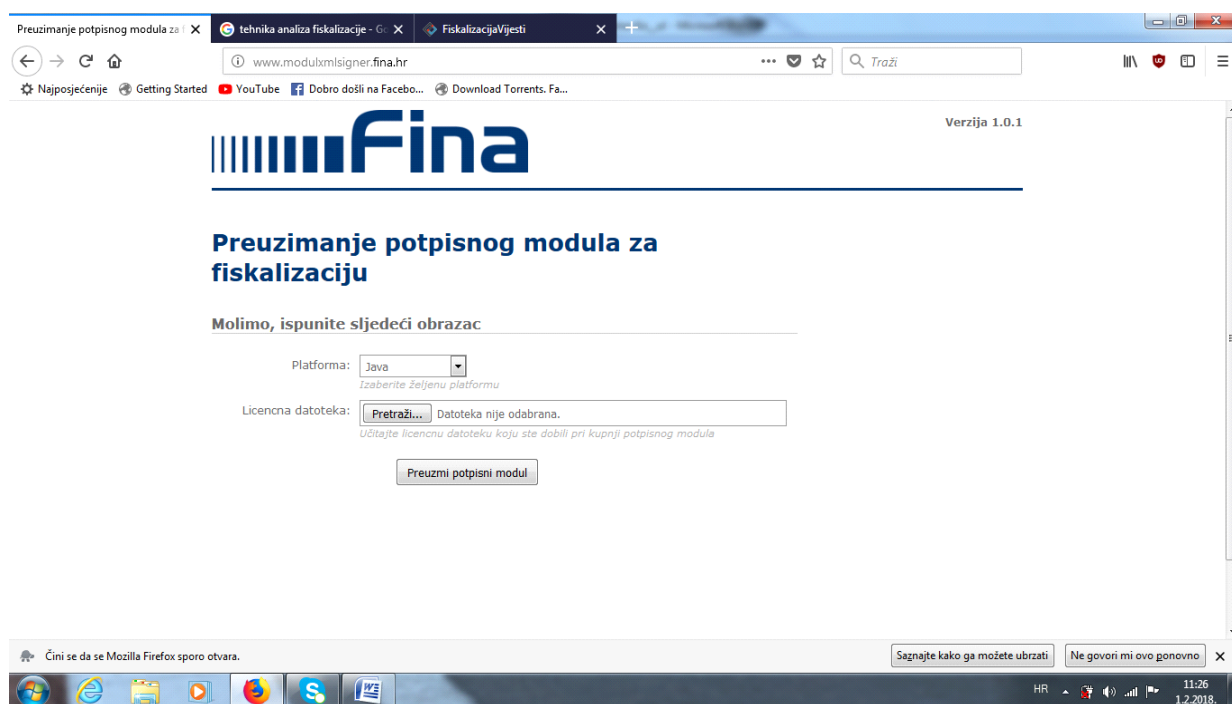 Preuzimanje potpisnog modula za f
tehnika analiza fiskalizacije - Go
FiskalizacijaVijesti
www.modulxmlsigner.fina.hr
Traži
Najposjećenije
Getting Started
YouTube
Dobro došli na Facebo...
Download Torrents. Fa...
Fina
Verzija 1.0.1
Preuzimanje potpisnog modula za
fiskalizaciju
Molimo, ispunite sljedeći obrazac
Platforma: Java
Izaberite željenu platformu
Licencna datoteka: Pretraži... Datoteka nije odabrana.
Učitajte licencnu datoteku koju ste dobili pri kupnji potpisnog modula
Preuzmi potpisni modul
Čini se da se Mozilla Firefox sporo otvara.
Saznajte kako ga možete ubrzati
Ne govori mi ovo ponovno
HR
11:26
1.2.2018.